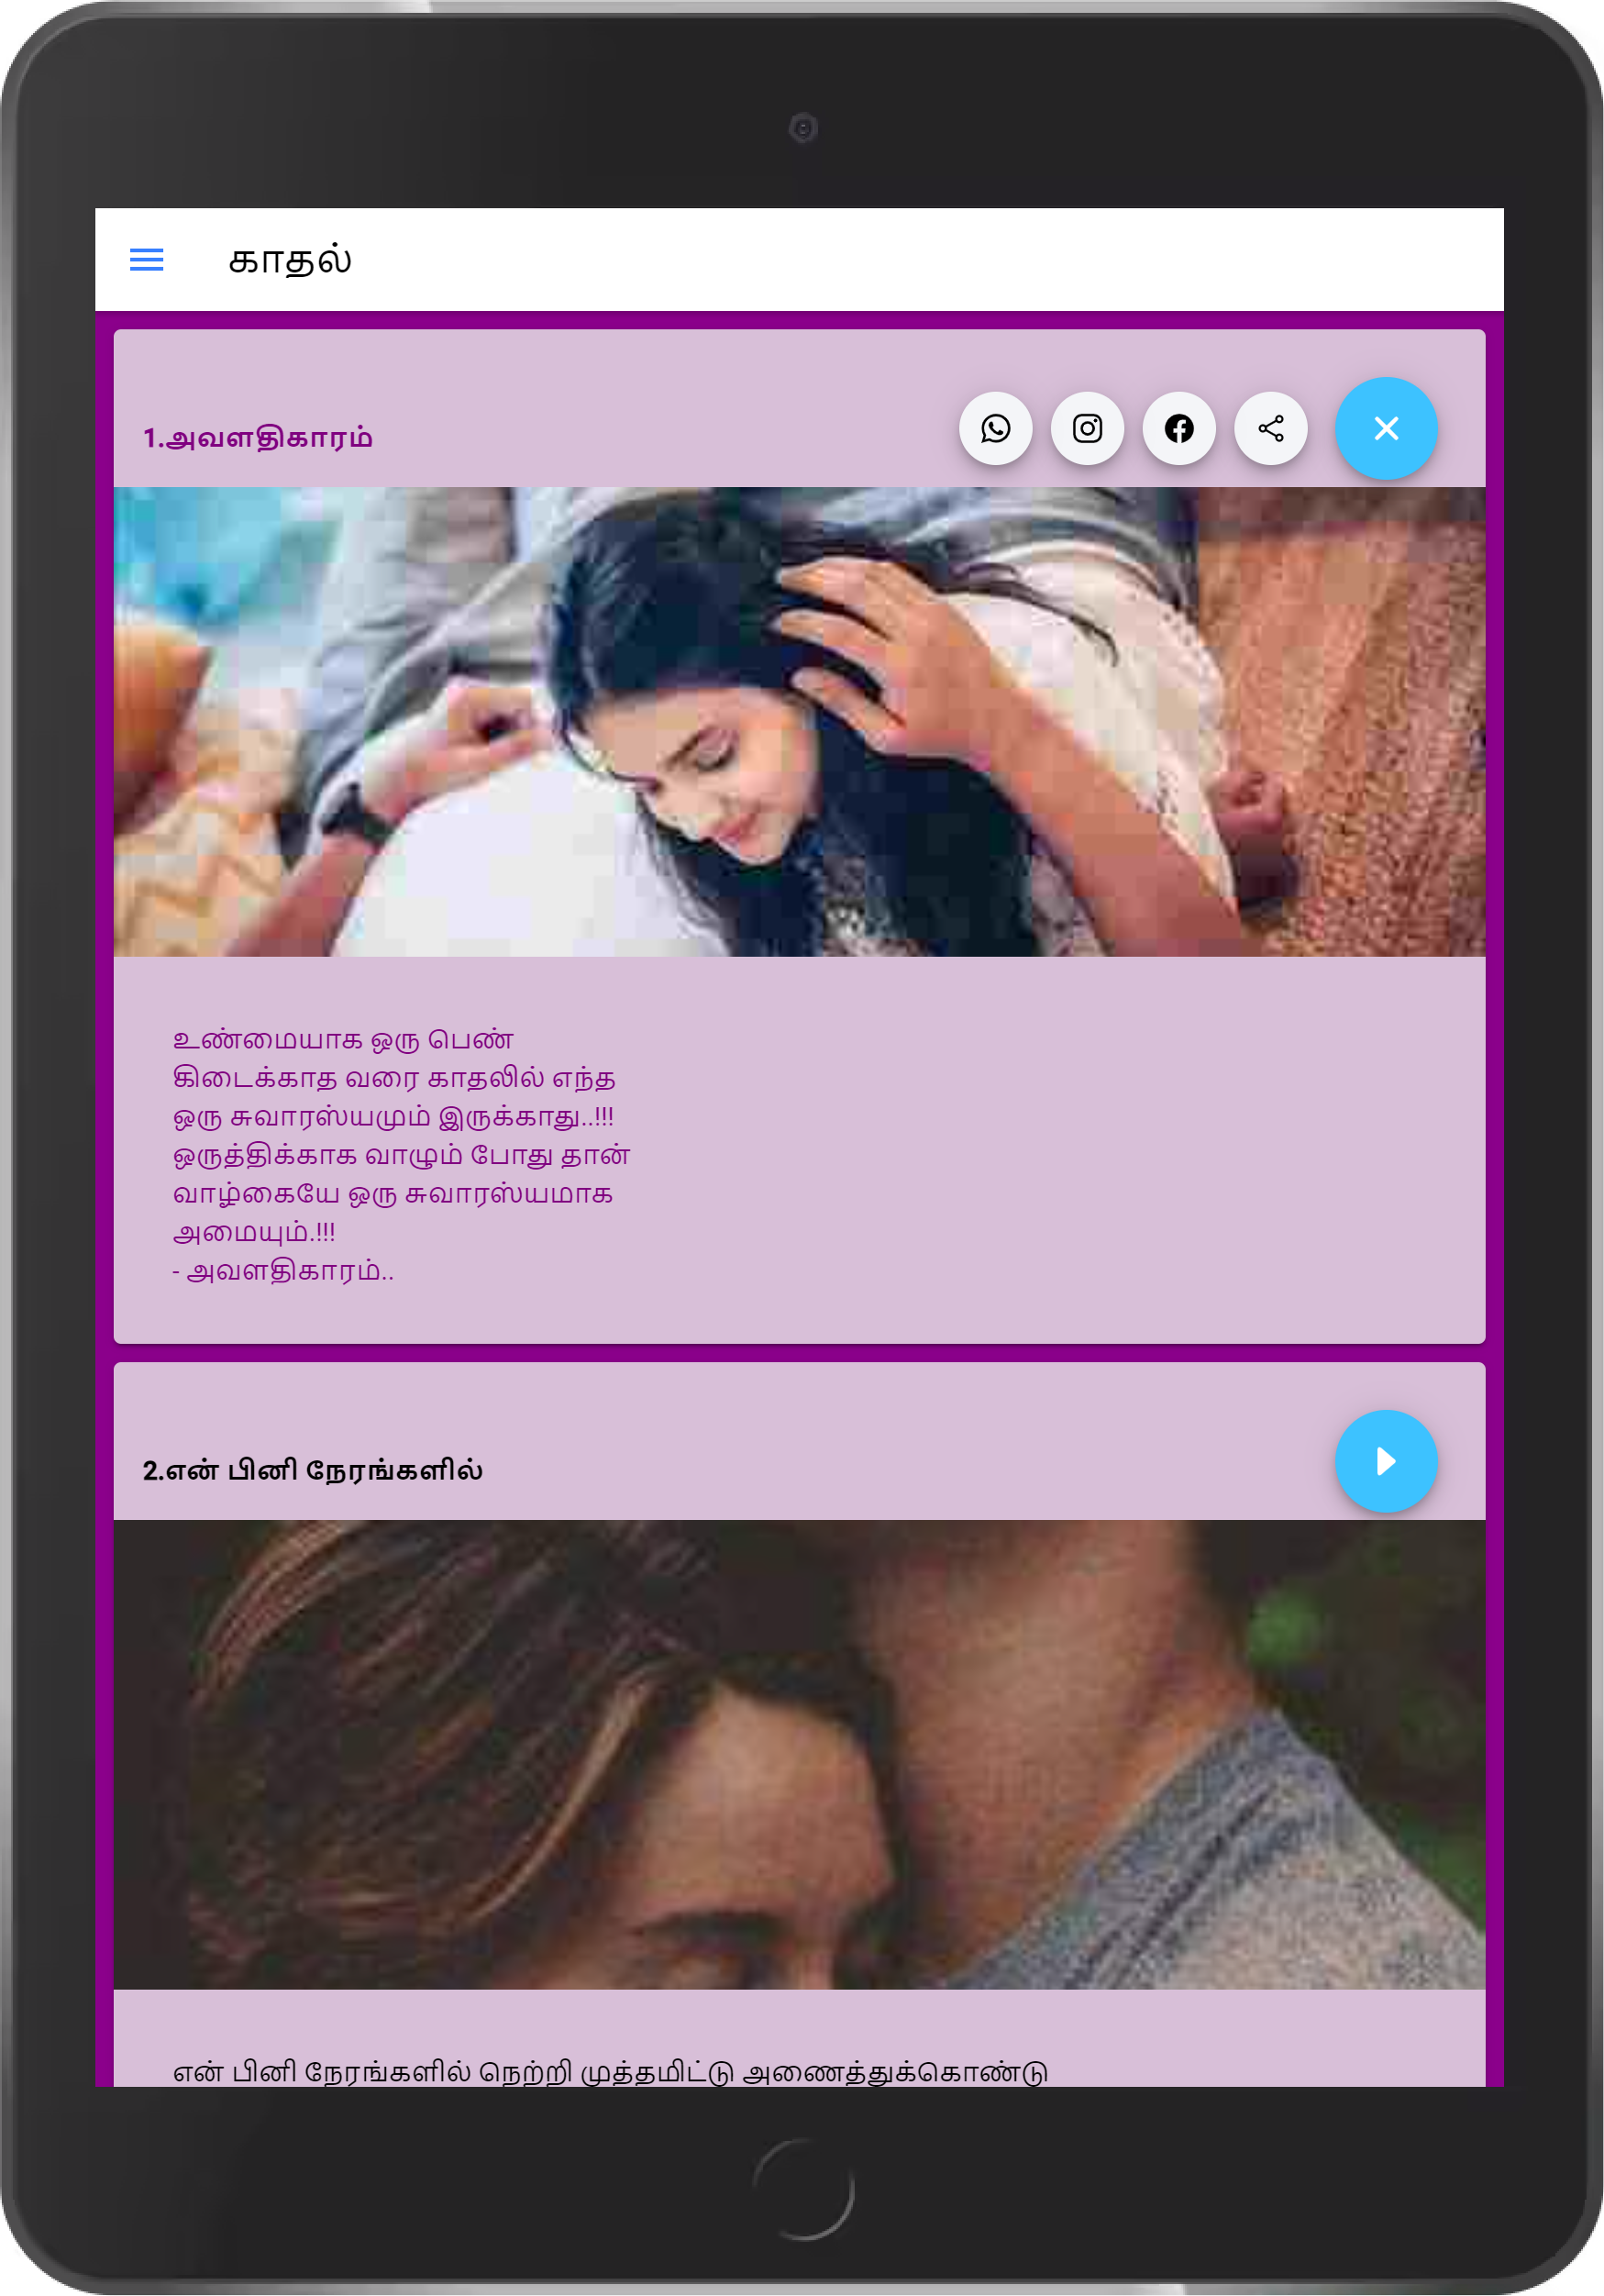 காதல்
1.அவளதிகாரம்
உண்மையாக ஒரு பெண்
கிடைக்காத வரை காதலில் எந்த
ஒரு சுவாரஸ்யமும் இருக்காது..!!!
ஒருத்திக்காக வாழும் போது தான்
வாழ்கையே ஒரு சுவாரஸ்யமாக
அமையும்.!!!
- அவளதிகாரம்..
2.என் பினி நேரங்களில்
என் பினி நேரங்களில் நெற்றி முத்தமிட்டு அணைத்துக்கொண்டு